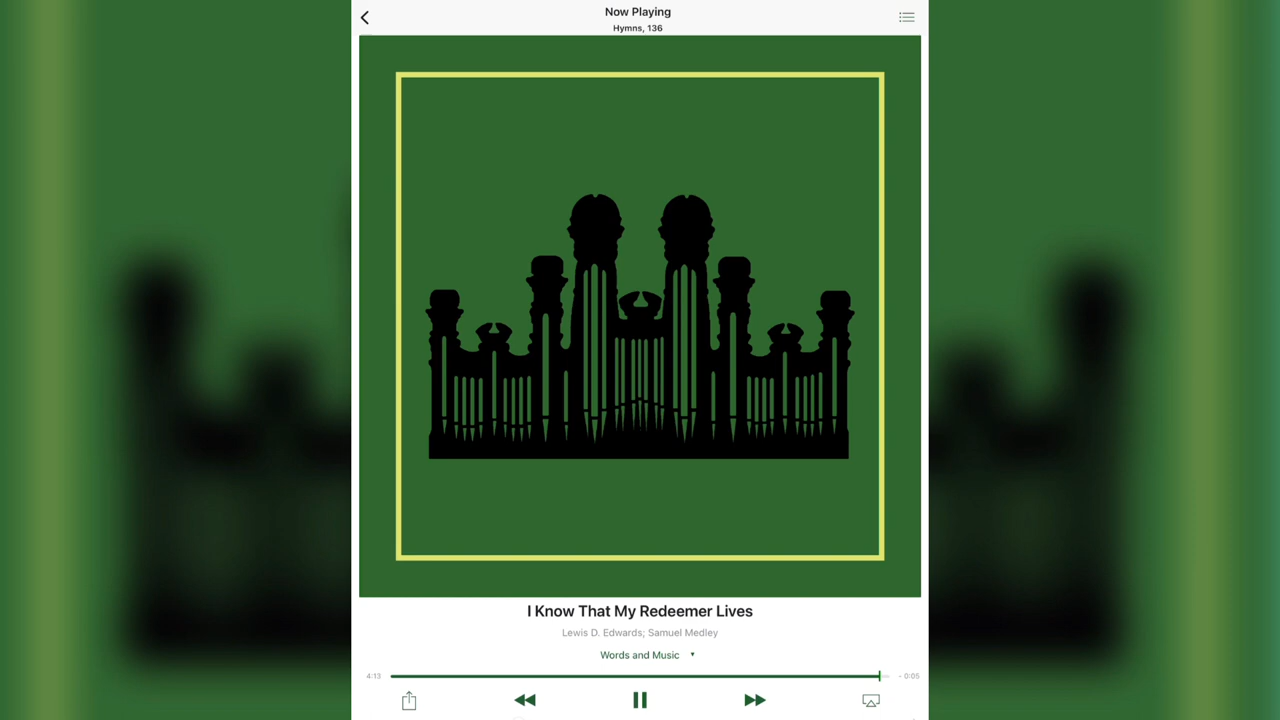 Now Playing
Hymns, 136
I Know That My Redeemer Lives
Lewis D. Edwards; Samuel Medley
Words and Music
4:13
- 0:05